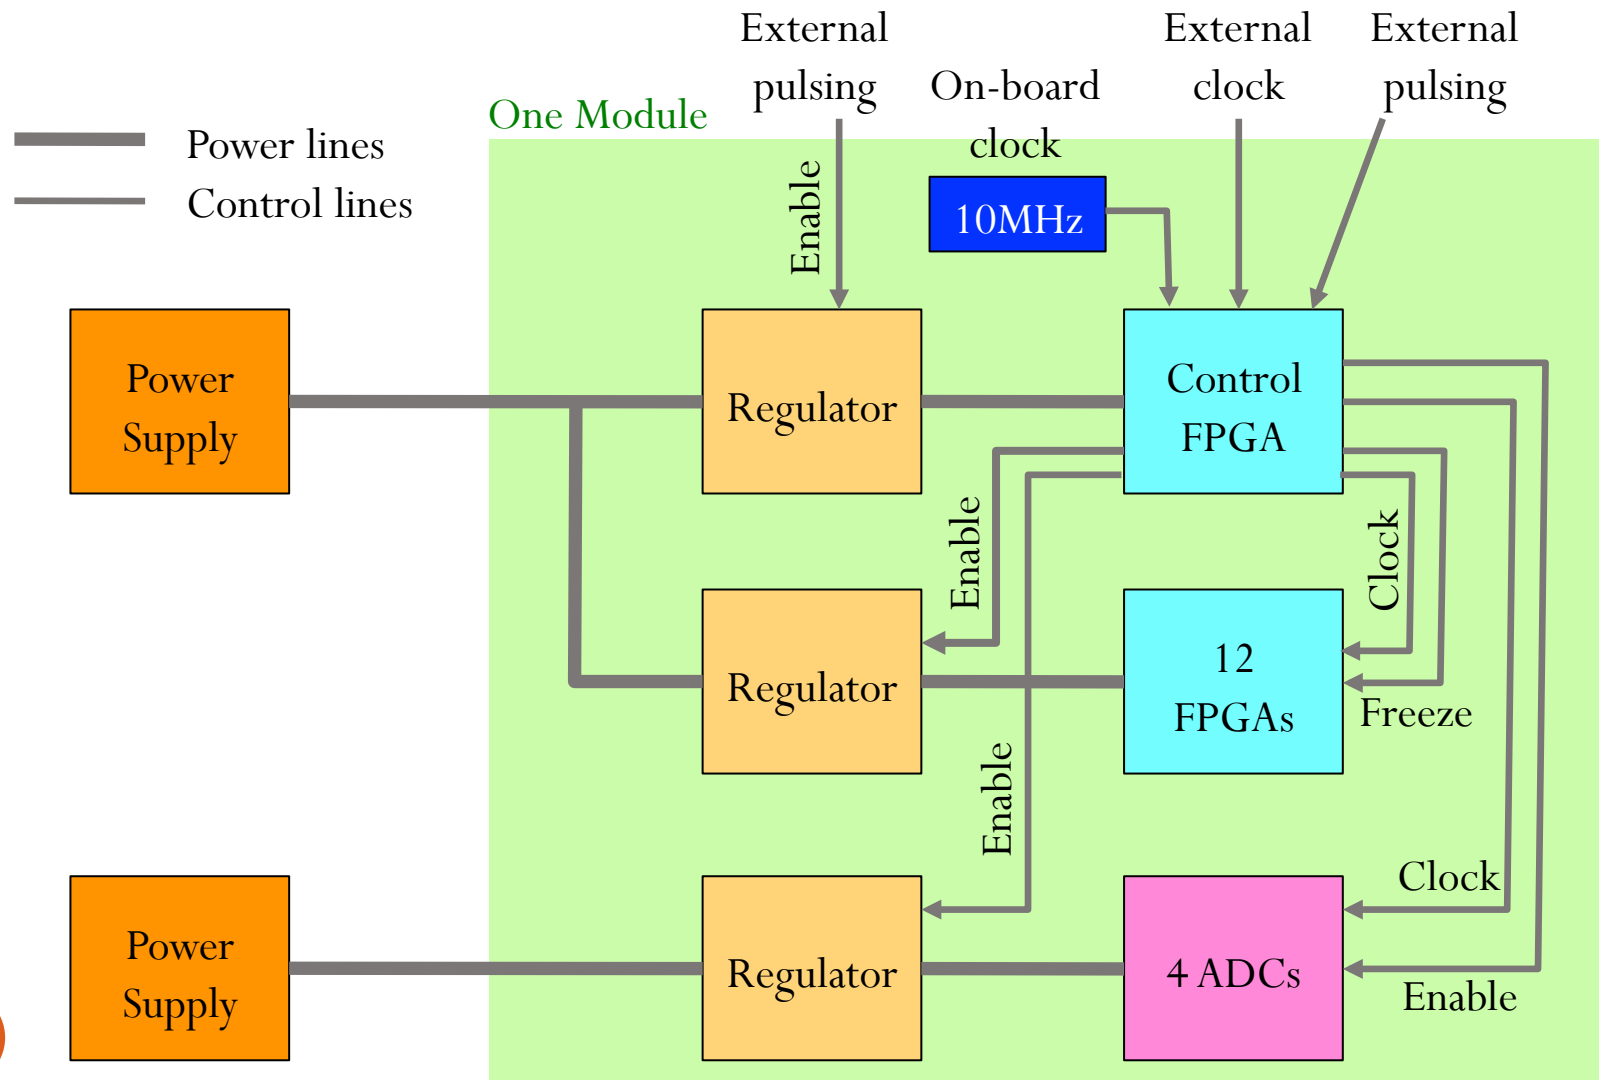 External
pulsing
On-board
clock
External
clock
External
pulsing
One Module
Power lines
Control lines
Enable
10MHz
Power
Supply
Regulator
Control
FPGA
Enable
Clock
Regulator
12
FPGAs
Freeze
Enable
Power
Supply
Regulator
4 ADCs
Clock
Enable